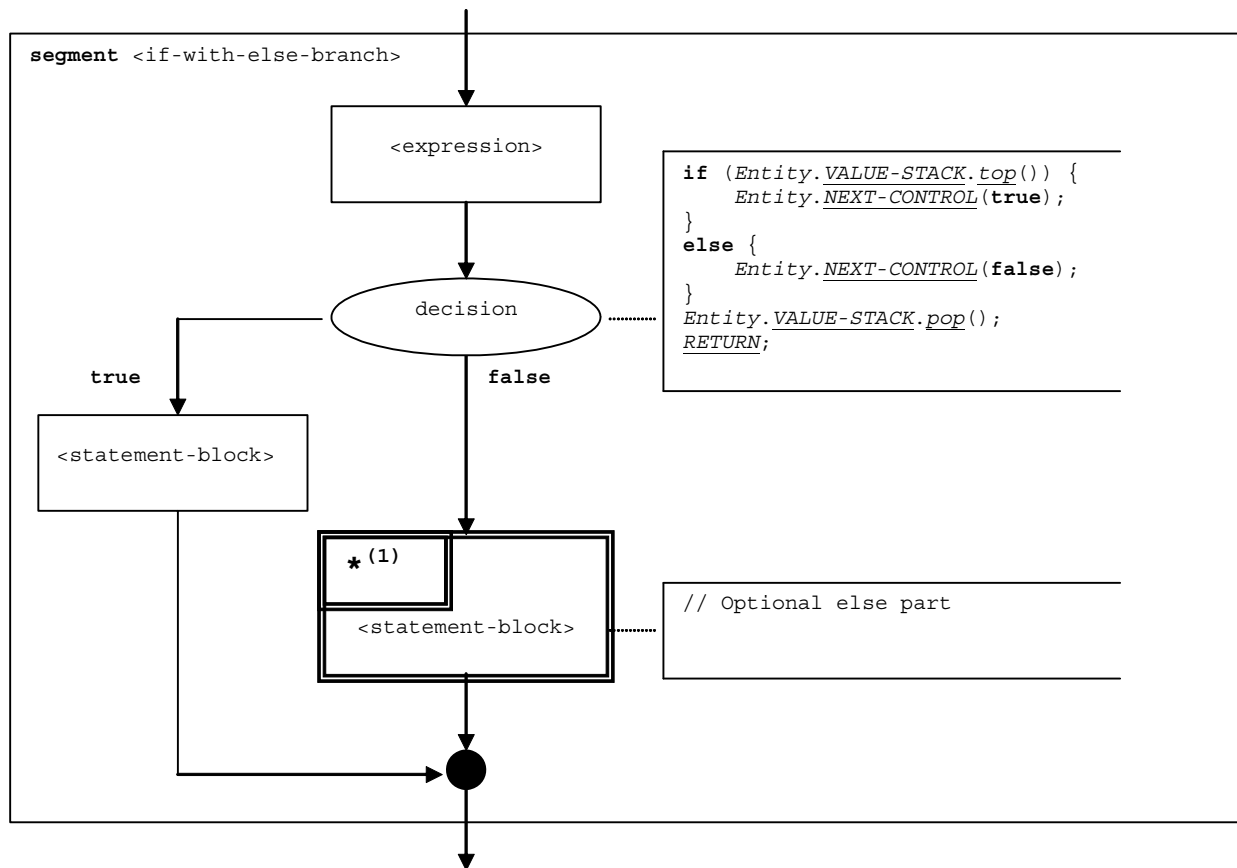 segment <if-with-else-branch>
<expression>
if (Entity.VALUE-STACK.top()) {
    Entity.NEXT-CONTROL(true);
}
else {
    Entity.NEXT-CONTROL(false);
}
Entity.VALUE-STACK.pop();
RETURN;
decision
true
false
<statement-block>
*(1)
<statement-block>
// Optional else part